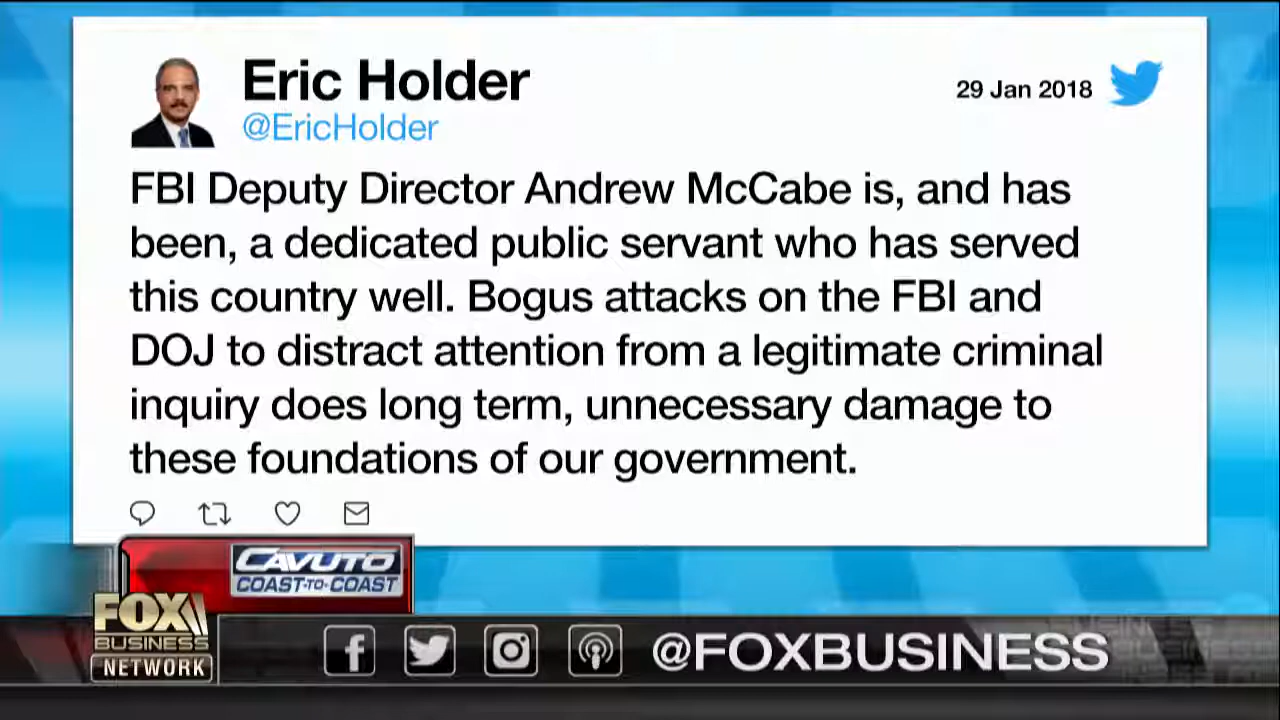 Eric Holder
@EricHolder
29 Jan 2018
FBI Deputy Director Andrew McCabe is, and has
been, a dedicated public servant who has served
this country well. Bogus attacks on the FBI and
DOJ to distract attention from a legitimate criminal
inquiry does long term, unnecessary damage to
these foundations of our government.
CAVUTO
COAST-TO-COAST
FOX
BUSINESS
NETWORK
@FOXBUSINESS